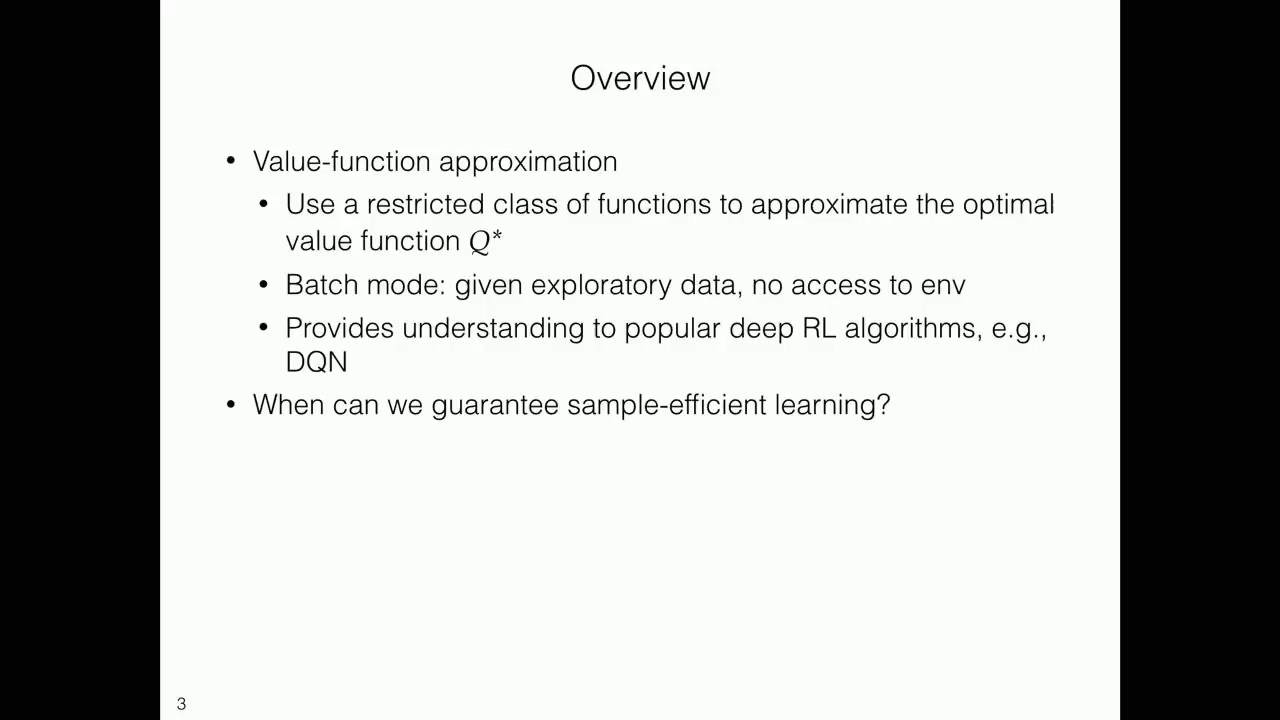 Overview
• Value-function approximation
• Use a restricted class of functions to approximate the optimal
value function Q*
• Batch mode: given exploratory data, no access to env
• Provides understanding to popular deep RL algorithms, e.g.,
DQN
• When can we guarantee sample-efficient learning?
3